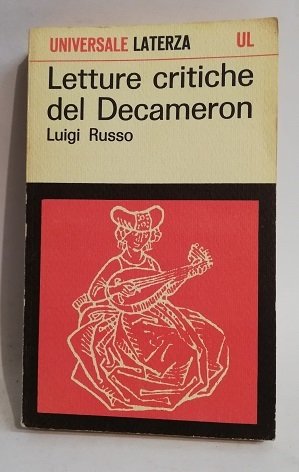 UNIVERSALE LATERZA UL
Letture critiche
del Decameron
Luigi Russo